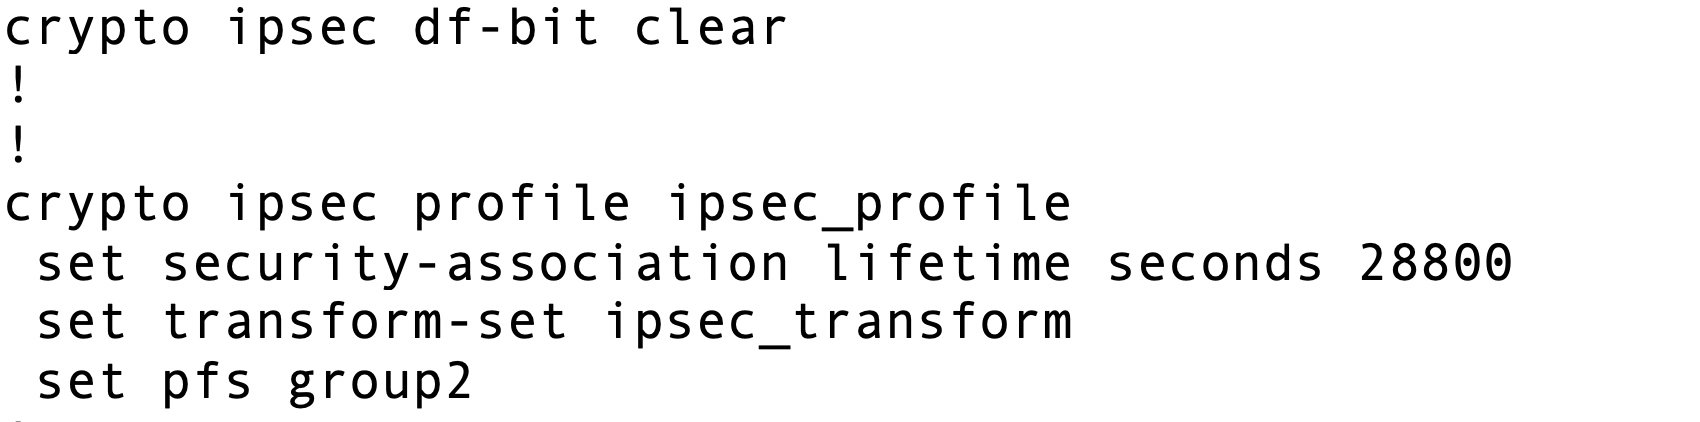 crypto ipsec df-bit clear
!
!
crypto ipsec profile ipsec_profile
 set security-association lifetime seconds 28800
 set transform-set ipsec_transform
 set pfs group2